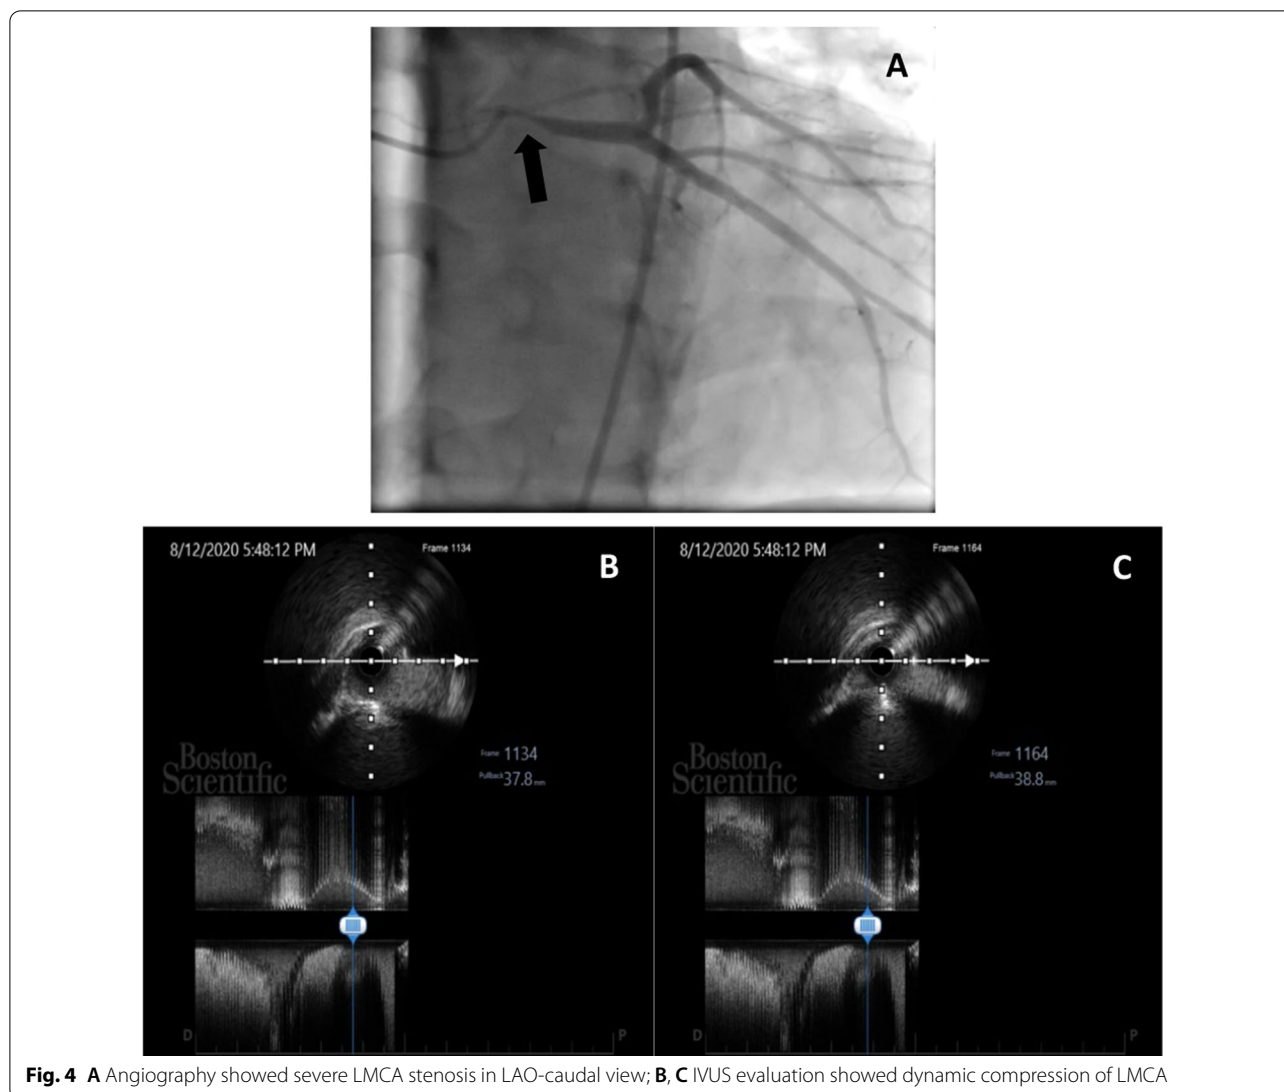 A
8/12/2020 5:48:12 PM
Frame 1134
B
Boston
Scientific
Frame 1134
Pullback 37.8 mm
D
8/12/2020 5:48:12 PM
Frame 1164
C
Boston
Scientific
Frame 1164
Pullback 38.8 mm
P
Fig. 4 A Angiography showed severe LMCA stenosis in LAO-caudal view; B, C IVUS evaluation showed dynamic compression of LMCA